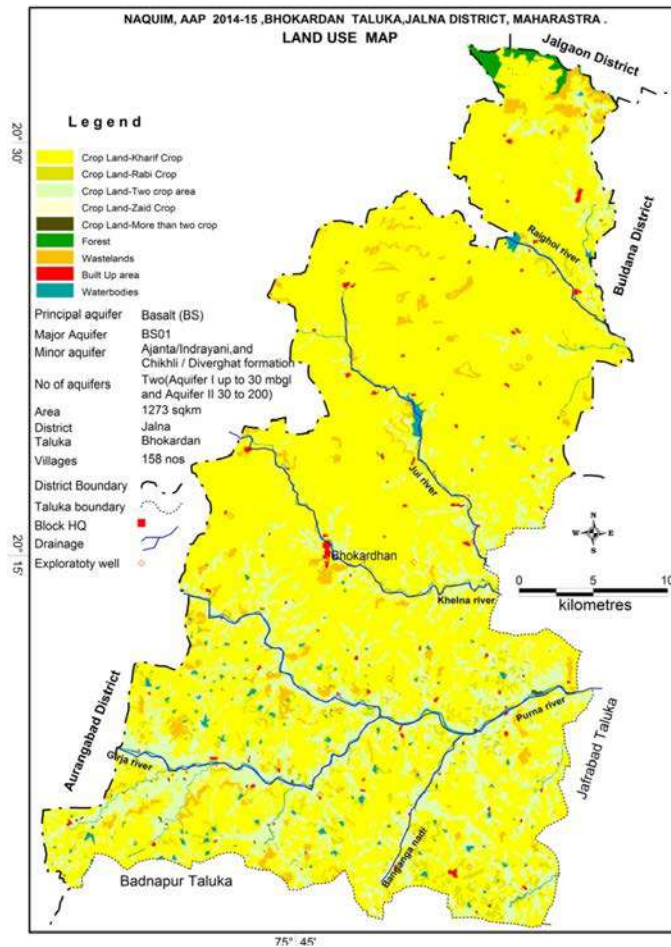 NAQUIM, AAP 2014-15 ,BHOKARDAN TALUKA,JALNA DISTRICT, MAHARASTRA .
LAND USE MAP
Jalgaon District
20° 30'
Legend
Crop Land-Kharif Crop
Crop Land-Rabi Crop
Crop Land-Two crop area
Crop Land-Zaid Crop
Crop Land-More than two crop
Forest
Wastelands
Built Up area
Waterbodies
Raighol river
Buldana District
Principal aquifer Basalt (BS)
Major Aquifer BS01
Minor aquifer Ajanta/Indrayani,and
Chikhli / Diverghat formation
No of aquifers Two(Aquifer I up to 30 mbgl
and Aquifer II 30 to 200)
Area 1273 sqkm
District Jalna
Taluka Bhokardan
Villages 158 nos
District Boundary
Taluka boundary
Block HQ
Drainage
Exploratoty well
Jui river
N
W E
S
20° 15'
Bhokardhan
0 5 10
kilometres
Khelna river
Aurangabad District
Purna river
Jafrabad Taluka
Girja river
Banganga nadi
Badnapur Taluka
75° 45'